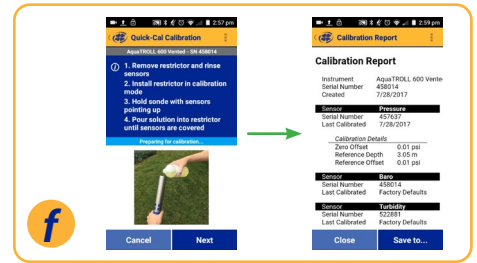 2:57 pm
Quick-Cal Calibration
AquaTROLL 600 Vented - SN 458014
1. Remove restrictor and rinse
sensors
2. Install restrictor in calibration
mode
3. Hold sonde with sensors
pointing up
4. Pour solution into restrictor
until sensors are covered
Preparing for calibration...
Cancel Next
f
2:59 pm
Calibration Report
Calibration Report
Instrument AquaTROLL 600 Vente
Serial Number 458014
Created 7/28/2017
Sensor Pressure
Serial Number 457637
Last Calibrated 7/28/2017
Calibration Details
Zero Offset 0.01 psi
Reference Depth 3.05 m
Reference Offset 0.01 psi
Sensor Baro
Serial Number 458014
Last Calibrated Factory Defaults
Sensor Turbidity
Serial Number 522881
Last Calibrated Factory Defaults
Close Save to...